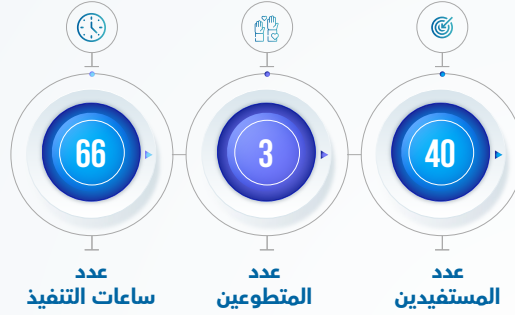 40
عدد
المستفيدين
3
عدد
المتطوعين
66
عدد
ساعات التنفيذ